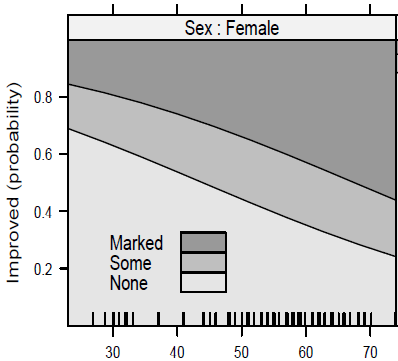 Sex : Female
Improved (probability)
0.8
0.6
0.4
0.2
Marked
Some
None
30 40 50 60 70